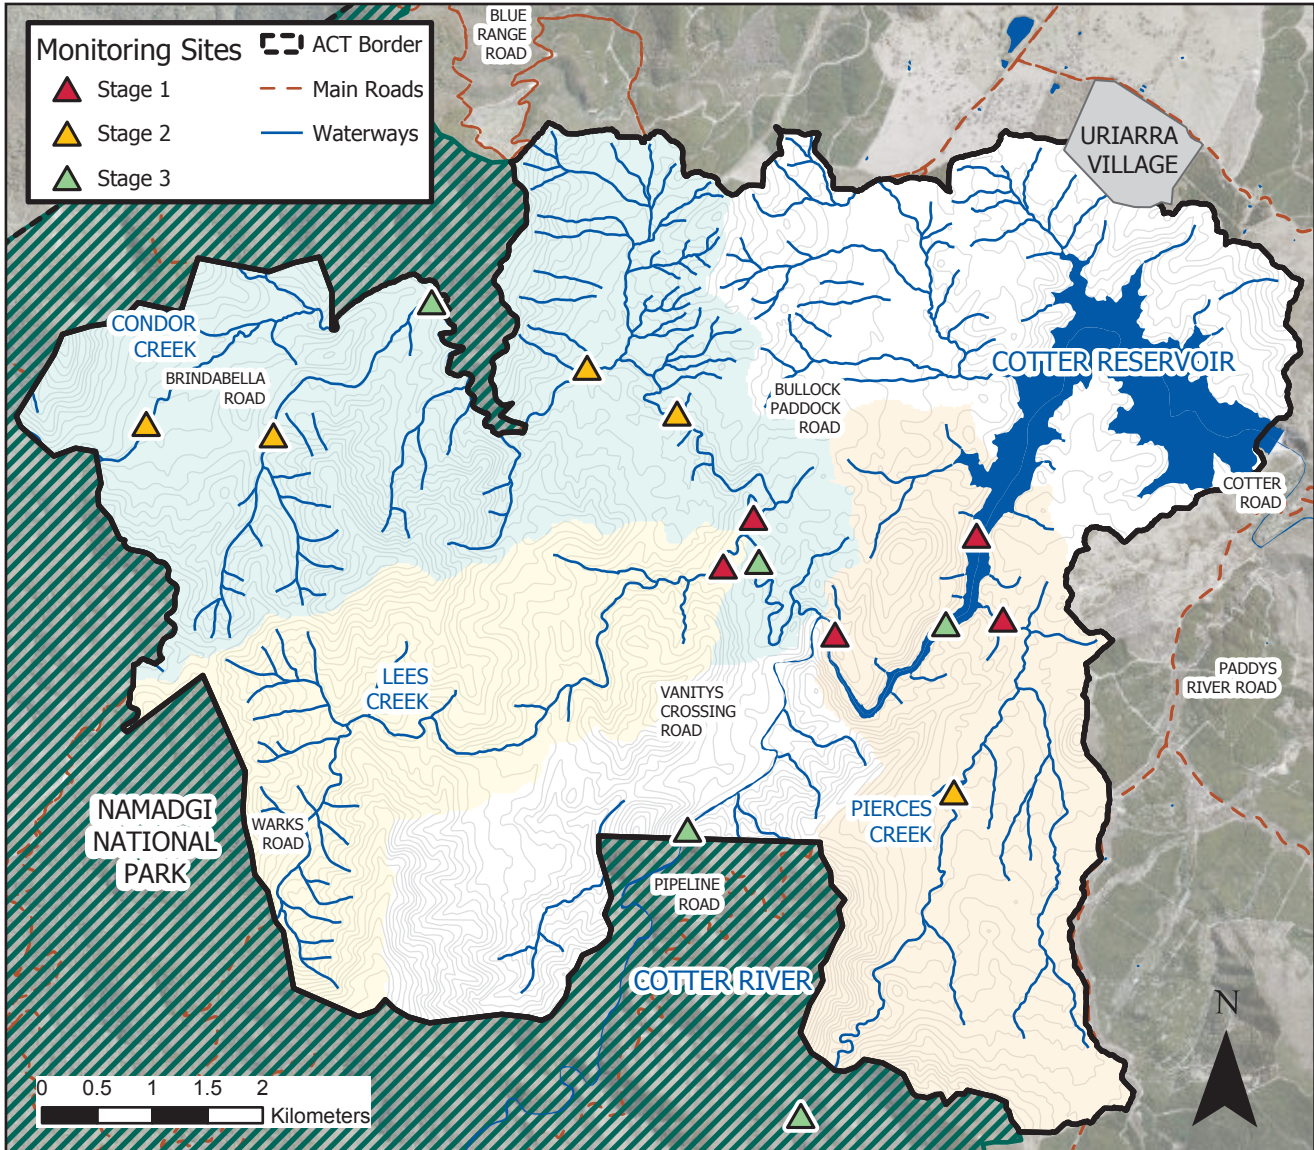 Monitoring Sites
Stage 1
Stage 2
Stage 3
ACT Border
Main Roads
Waterways
BLUE
RANGE
ROAD
URIARRA
VILLAGE
CONDOR
CREEK
BRINDABELLA
ROAD
COTTER RESERVOIR
BULLOCK
PADDOCK
ROAD
COTTER
ROAD
LEES
CREEK
VANITYS
CROSSING
ROAD
PADDYS
RIVER ROAD
NAMADGI
NATIONAL
PARK
WARKS
ROAD
PIERCES
CREEK
PIPELINE
ROAD
COTTER RIVER
N
0 0.5 1 1.5 2
Kilometers